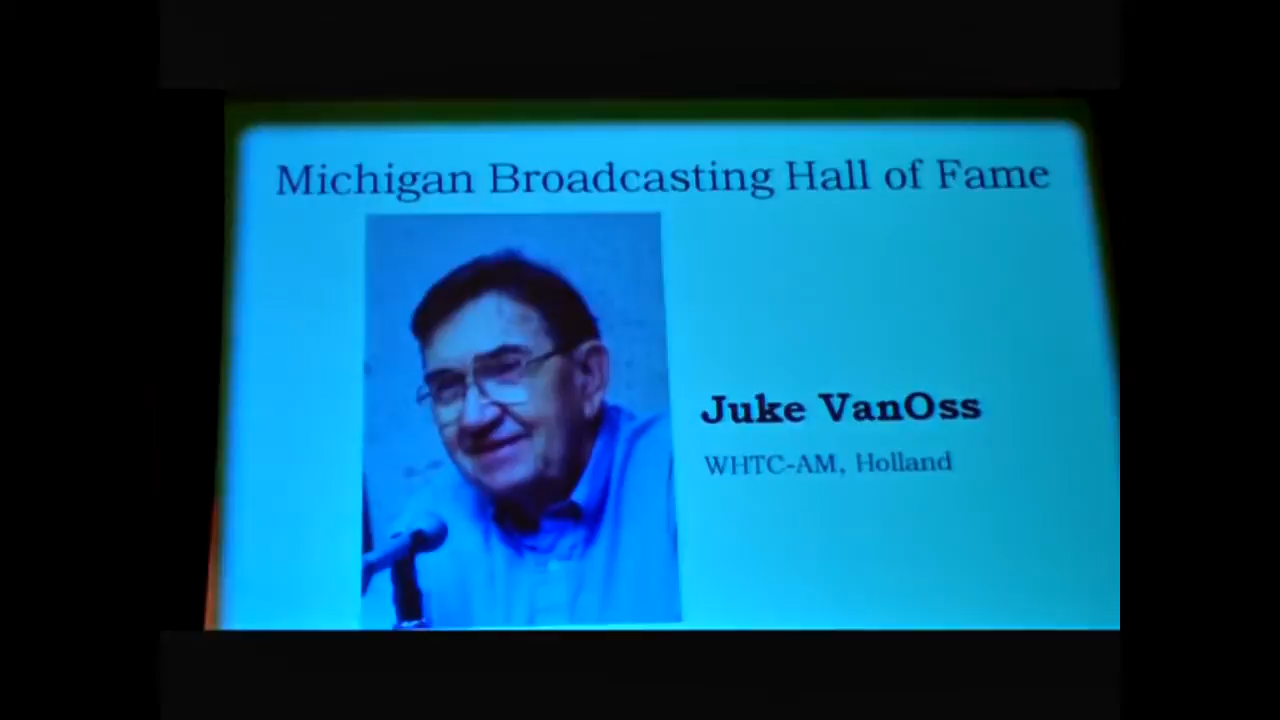 Michigan Broadcasting Hall of Fame
Juke VanOss
WHTC-AM, Holland